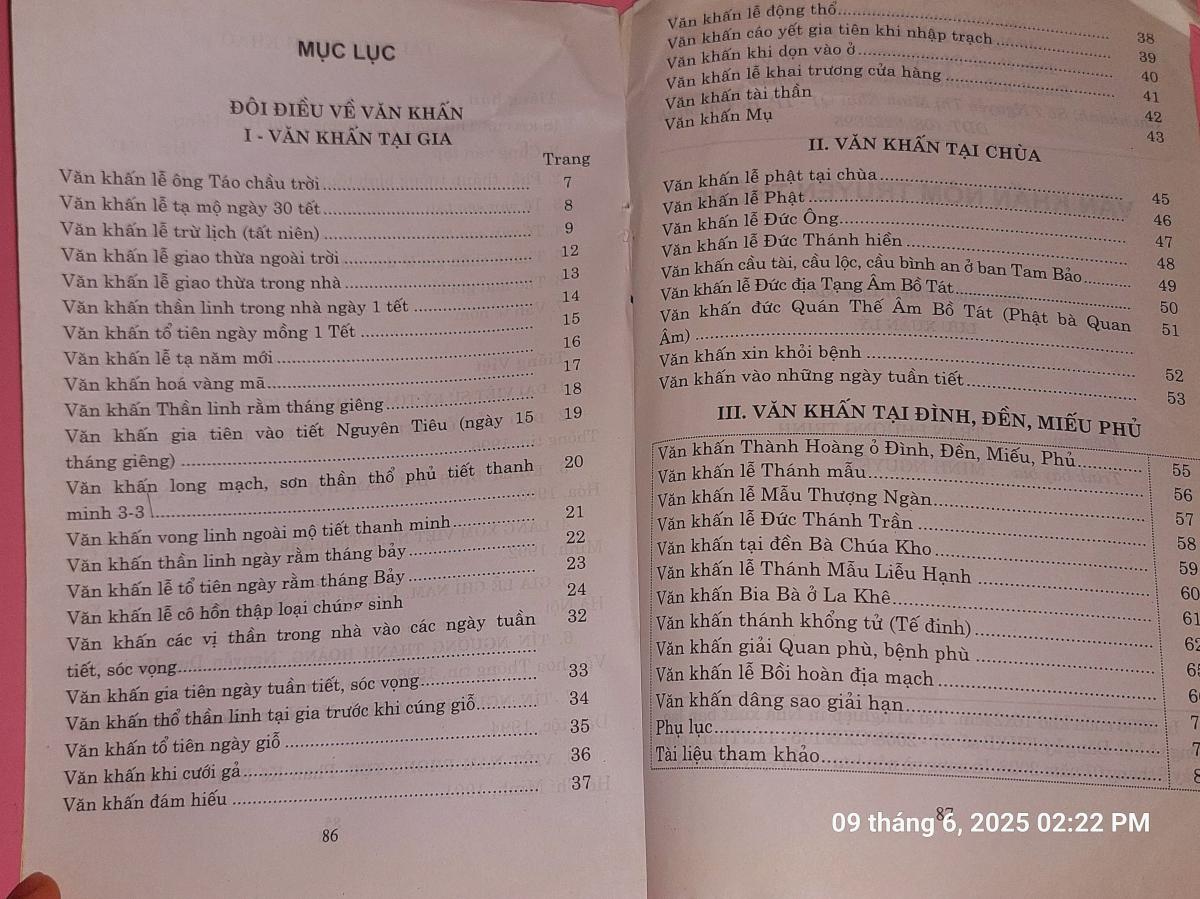 MỤC LỤC
ĐÔI ĐIỀU VỀ VĂN KHẤN
I - VĂN KHẤN TẠI GIA
Trang
Văn khấn lễ ông Táo chầu trời 7
Văn khấn lễ tạ mộ ngày 30 tết 8
Văn khấn lễ trừ lịch (tất niên) 9
Văn khấn lễ giao thừa ngoài trời 12
Văn khấn lễ giao thừa trong nhà 13
Văn khấn thần linh trong nhà ngày 1 tết 14
Văn khấn tổ tiên ngày mồng 1 Tết 15
Văn khấn lễ tạ năm mới 16
Văn khấn hoá vàng mã 17
Văn khấn Thần linh rằm tháng giêng 18
Văn khấn gia tiên vào tiết Nguyên Tiêu (ngày 15 19
tháng giêng)
Văn khấn long mạch, sơn thần thổ phủ tiết thanh 20
minh 3-3
Văn khấn vong linh ngoài mộ tiết thanh minh 21
Văn khấn thần linh ngày rằm tháng bảy 22
Văn khấn lễ tổ tiên ngày rằm tháng Bảy 23
Văn khấn lễ cô hồn thập loại chúng sinh 24
Văn khấn các vị thần trong nhà vào các ngày tuần 32
tiết, sóc vọng
Văn khấn gia tiên ngày tuần tiết, sóc vọng 33
Văn khấn thổ thần linh tại gia trước khi cúng giỗ 34
Văn khấn tổ tiên ngày giỗ 35
Văn khấn khi cưới gả 36
Văn khấn đám hiếu 37
86
Văn khấn lễ động thổ 38
Văn khấn cáo yết gia tiên khi nhập trạch 39
Văn khấn khi dọn vào ở 40
Văn khấn lễ khai trương cửa hàng 41
Văn khấn tài thần 42
Văn khấn Mụ 43
II. VĂN KHẤN TẠI CHÙA
Văn khấn lễ phật tại chùa 45
Văn khấn lễ Phật 46
Văn khấn lễ Đức Ông 47
Văn khấn lễ Đức Thánh hiền 48
Văn khấn cầu tài, cầu lộc, cầu bình an ở ban Tam Bảo 49
Văn khấn lễ Đức địa Tạng Âm Bồ Tát 50
Văn khấn đức Quán Thế Âm Bồ Tát (Phật bà Quan 51
Âm)
Văn khấn xin khỏi bệnh 52
Văn khấn vào những ngày tuần tiết 53
III. VĂN KHẤN TẠI ĐÌNH, ĐỀN, MIẾU PHỦ
Văn khấn Thành Hoàng ỏ Đình, Đền, Miếu, Phủ 55
Văn khấn lễ Thánh mẫu 56
Văn khấn lễ Mẫu Thượng Ngàn 57
Văn khấn lễ Đức Thánh Trần 58
Văn khấn tại đền Bà Chúa Kho 59
Văn khấn lễ Thánh Mẫu Liễu Hạnh 60
Văn khấn Bia Bà ở La Khê 61
Văn khấn thánh khổng tử (Tế đinh) 62
Văn khấn giải Quan phù, bệnh phù
Văn khấn lễ Bồi hoàn địa mạch
Văn khấn dâng sao giải hạn
Phụ lục
Tài liệu tham khảo
87
09 tháng 6, 2025 02:22 PM